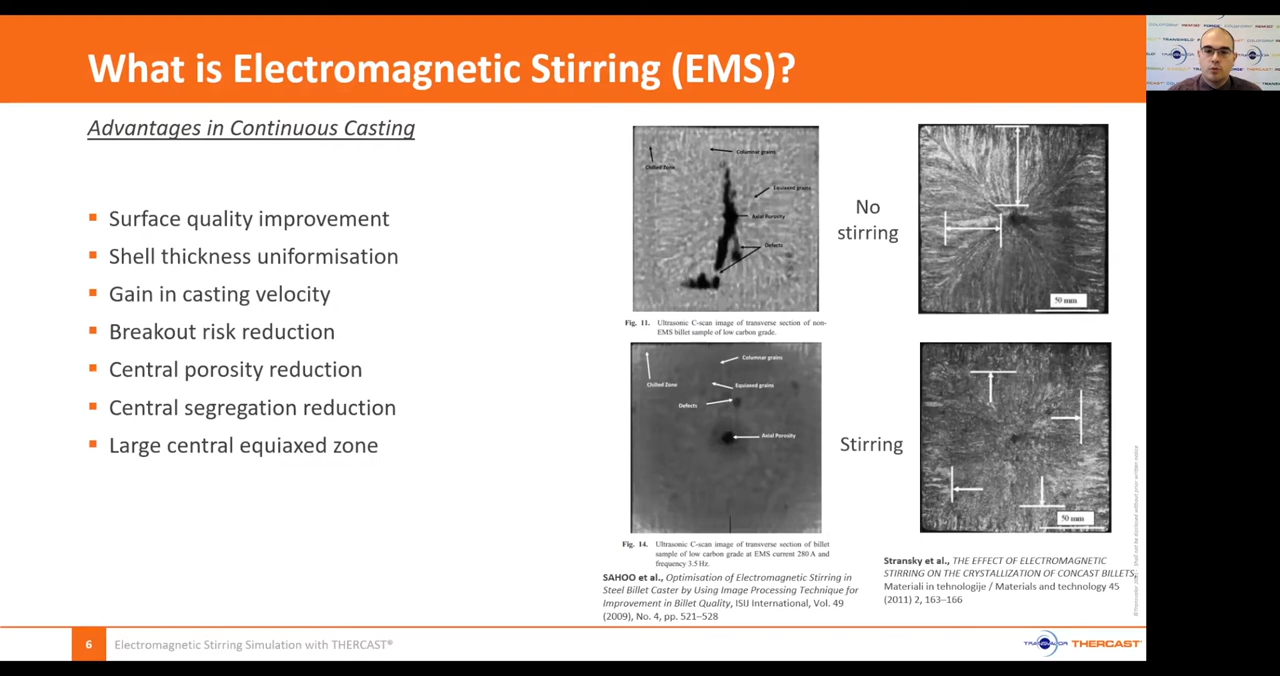 What is Electromagnetic Stirring (EMS)?
Advantages in Continuous Casting
Surface quality improvement
Shell thickness uniformisation
Gain in casting velocity
Breakout risk reduction
Central porosity reduction
Central segregation reduction
Large central equiaxed zone
Columnar grains
Chilled Zone
Equiaxed grains
Axial Porosity
Defects
Fig. 11. Ultrasonic C-scan image of transverse section of non-
EMS billet sample of low carbon grade.
No
stirring
50 mm
Columnar grains
Chilled Zone
Equiaxed grains
Defects
Axial Porosity
Fig. 14. Ultrasonic C-scan image of transverse section of billet
sample of low carbon grade at EMS current 280 A and
frequency 3.5 Hz.
Stirring
50 mm
SAHOO et al., Optimisation of Electromagnetic Stirring in
Steel Billet Caster by Using Image Processing Technique for
Improvement in Billet Quality, ISIJ International, Vol. 49
(2009), No. 4, pp. 521–528
Stransky et al., THE EFFECT OF ELECTROMAGNETIC
STIRRING ON THE CRYSTALLIZATION OF CONCAST BILLETS,
Materiali in tehnologije / Materials and technology 45
(2011) 2, 163–166
6
Electromagnetic Stirring Simulation with THERCAST®
TRANSVALOR THERCAST®